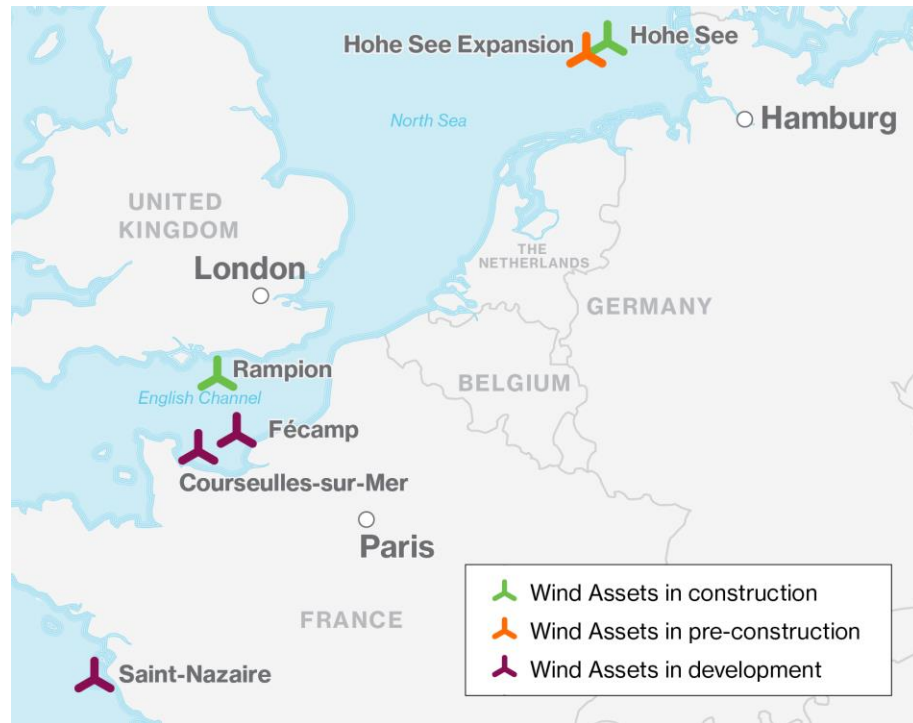 Hohe See Expansion
Hohe See
North Sea
Hamburg
UNITED
KINGDOM
THE
NETHERLANDS
London
GERMANY
Rampion
BELGIUM
English Channel
Fécamp
Courseulles-sur-Mer
Paris
FRANCE
Saint-Nazaire
Wind Assets in construction
Wind Assets in pre-construction
Wind Assets in development